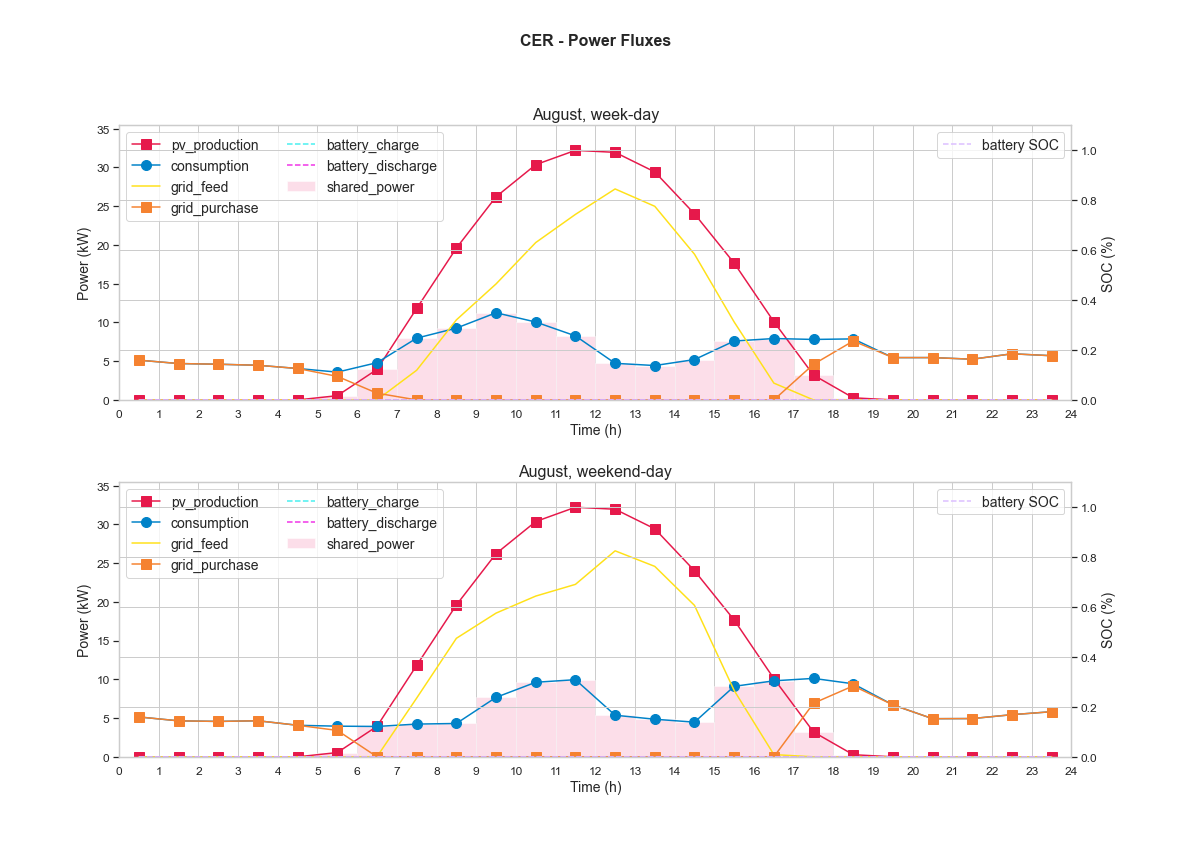 CER - Power Fluxes
August, week-day
pv_production
consumption
grid_feed
grid_purchase
battery_charge
battery_discharge
shared_power
battery SOC
Power (kW)
35
30
25
20
15
10
5
0
SOC (%)
1.0
0.8
0.6
0.4
0.2
0.0
0 1 2 3 4 5 6 7 8 9 10 11 12 13 14 15 16 17 18 19 20 21 22 23 24
Time (h)
August, weekend-day
pv_production
consumption
grid_feed
grid_purchase
battery_charge
battery_discharge
shared_power
battery SOC
Power (kW)
35
30
25
20
15
10
5
0
SOC (%)
1.0
0.8
0.6
0.4
0.2
0.0
0 1 2 3 4 5 6 7 8 9 10 11 12 13 14 15 16 17 18 19 20 21 22 23 24
Time (h)